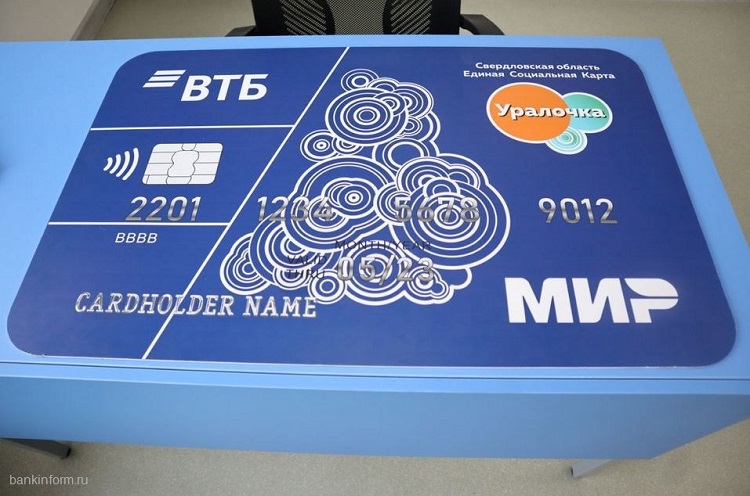 ВТБ
Свердловская область
Единая Социальная Карта
Уралочка
2201 1234 5678 9012
BBBB
MONTH/YEAR
VALID
THRU 05/23
CARDHOLDER NAME
МИР
bankinform.ru